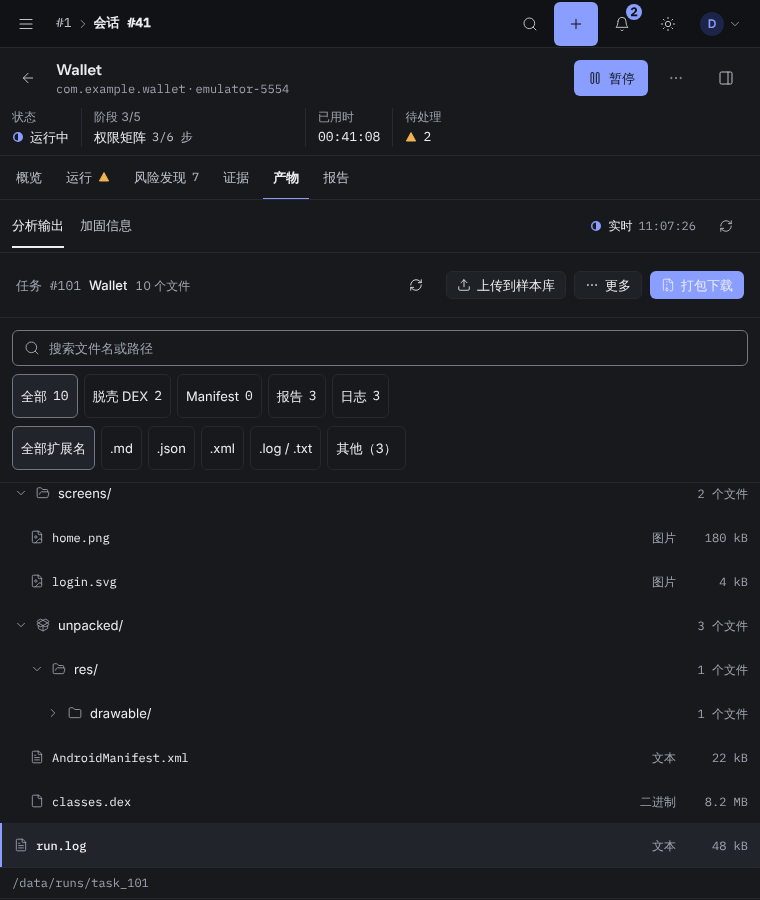 #1 会话 #41 2 D
Wallet
com.example.wallet · emulator-5554
暂停
状态 阶段 3/5 已用时 待处理
运行中 权限矩阵 3/6 步 00:41:08 2
概览 运行 风险发现 7 证据 产物 报告
分析输出 加固信息 实时 11:07:26
任务 #101 Wallet 10 个文件 上传到样本库 更多 打包下载
搜索文件名或路径
全部 10 脱壳 DEX 2 Manifest 0 报告 3 日志 3
全部扩展名 .md .json .xml .log / .txt 其他（3）
screens/ 2 个文件
home.png 图片 180 kB
login.svg 图片 4 kB
unpacked/ 3 个文件
res/ 1 个文件
drawable/ 1 个文件
AndroidManifest.xml 文本 22 kB
classes.dex 二进制 8.2 MB
run.log 文本 48 kB
/data/runs/task_101